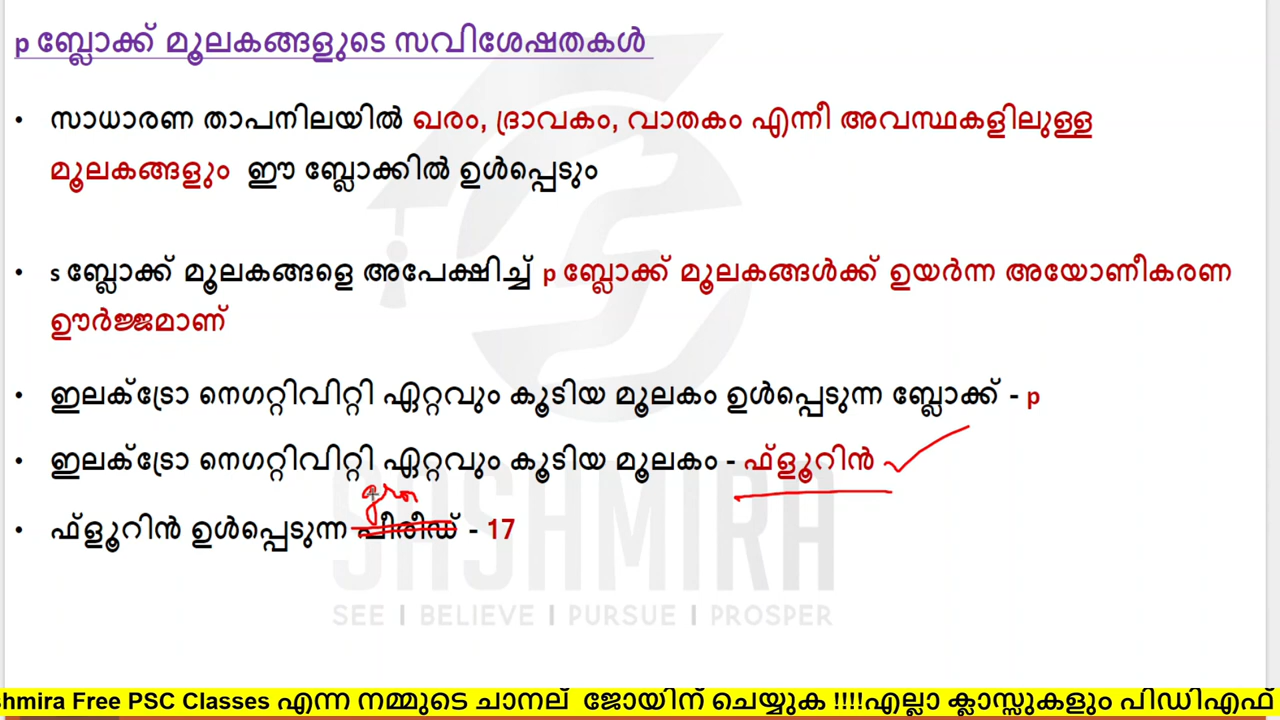 p ബ്ലോക്ക് മൂലകങ്ങളുടെ സവിശേഷതകൾ
• സാധാരണ താപനിലയിൽ ഖരം, ദ്രാവകം, വാതകം എന്നീ അവസ്ഥകളിലുള്ള
മൂലകങ്ങളും ഈ ബ്ലോക്കിൽ ഉൾപ്പെടും
• s ബ്ലോക്ക് മൂലകങ്ങളെ അപേക്ഷിച്ച് p ബ്ലോക്ക് മൂലകങ്ങൾക്ക് ഉയർന്ന അയോണീകരണ
ഊർജ്ജമാണ്
• ഇലക്ട്രോ നെഗറ്റിവിറ്റി ഏറ്റവും കൂടിയ മൂലകം ഉൾപ്പെടുന്ന ബ്ലോക്ക് - p
• ഇലക്ട്രോ നെഗറ്റിവിറ്റി ഏറ്റവും കൂടിയ മൂലകം - ഫ്ളൂറിൻ
• ഫ്ളൂറിൻ ഉൾപ്പെടുന്ന പീരീഡ് - 17
SASHMIRA
SEE | BELIEVE | PURSUE | PROSPER
shmira Free PSC Classes എന്ന നമ്മുടെ ചാനല് ജോയിന് ചെയ്യുക !!!!എല്ലാ ക്ലാസ്സുകളും പിഡിഎഫ്